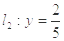 l₂ : y = 2/5